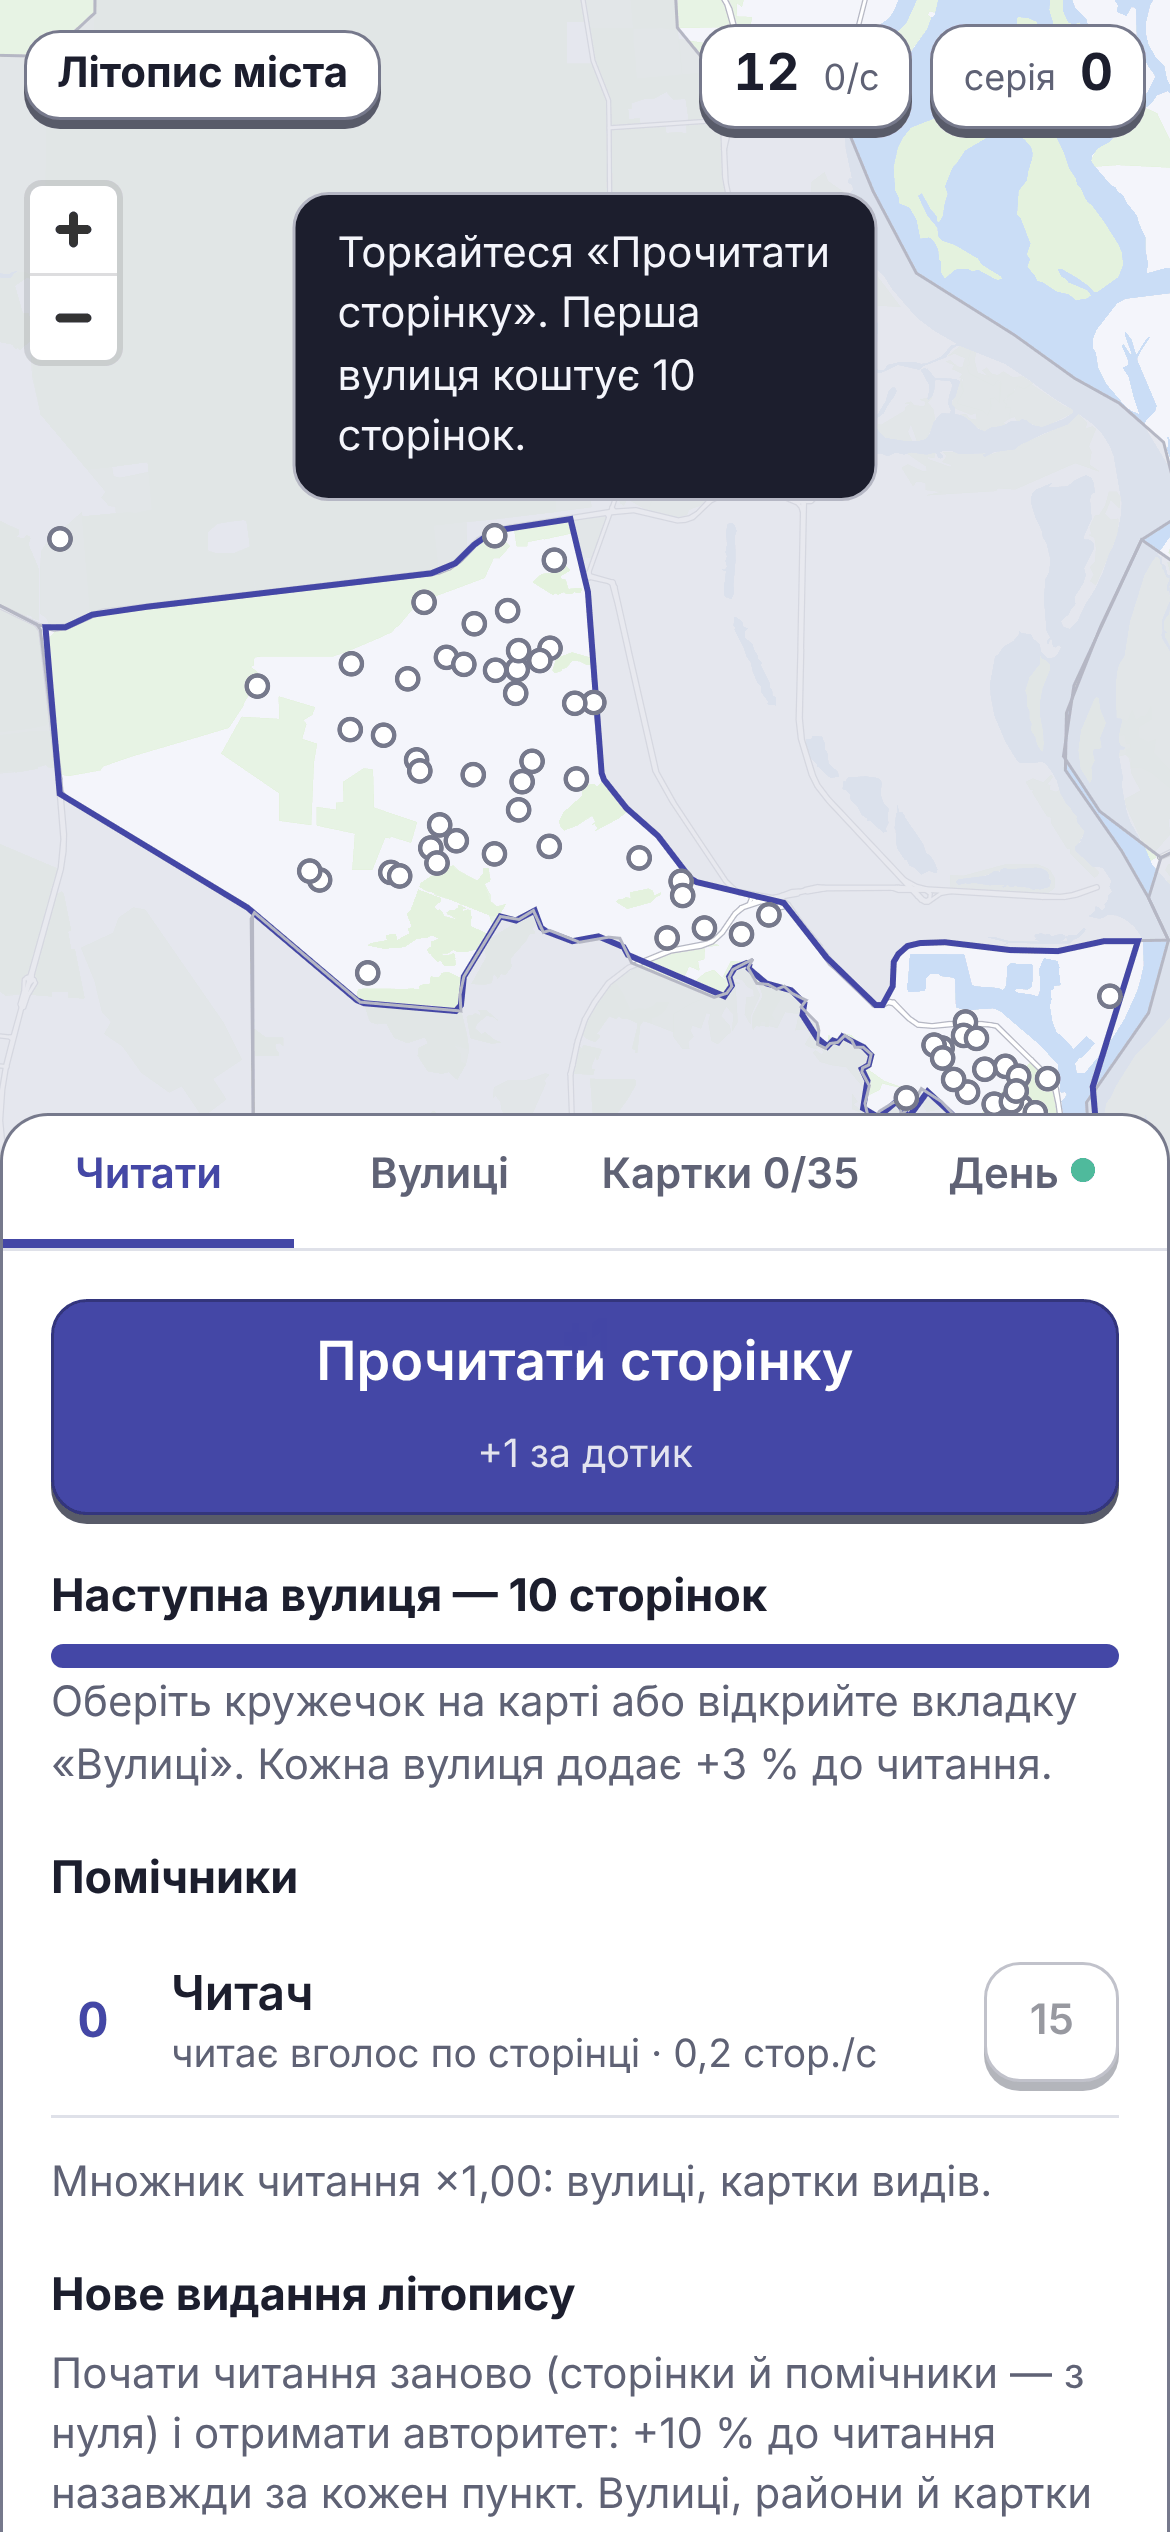 Літопис міста
12 0/с
серія 0
+
−
Торкайтеся «Прочитати
сторінку». Перша
вулиця коштує 10
сторінок.
Читати
Вулиці
Картки 0/35
День
Прочитати сторінку
+1 за дотик
Наступна вулиця — 10 сторінок
Оберіть кружечок на карті або відкрийте вкладку
«Вулиці». Кожна вулиця додає +3 % до читання.
Помічники
0
Читач
читає вголос по сторінці · 0,2 стор./с
15
Множник читання ×1,00: вулиці, картки видів.
Нове видання літопису
Почати читання заново (сторінки й помічники — з
нуля) і отримати авторитет: +10 % до читання
назавжди за кожен пункт. Вулиці, райони й картки